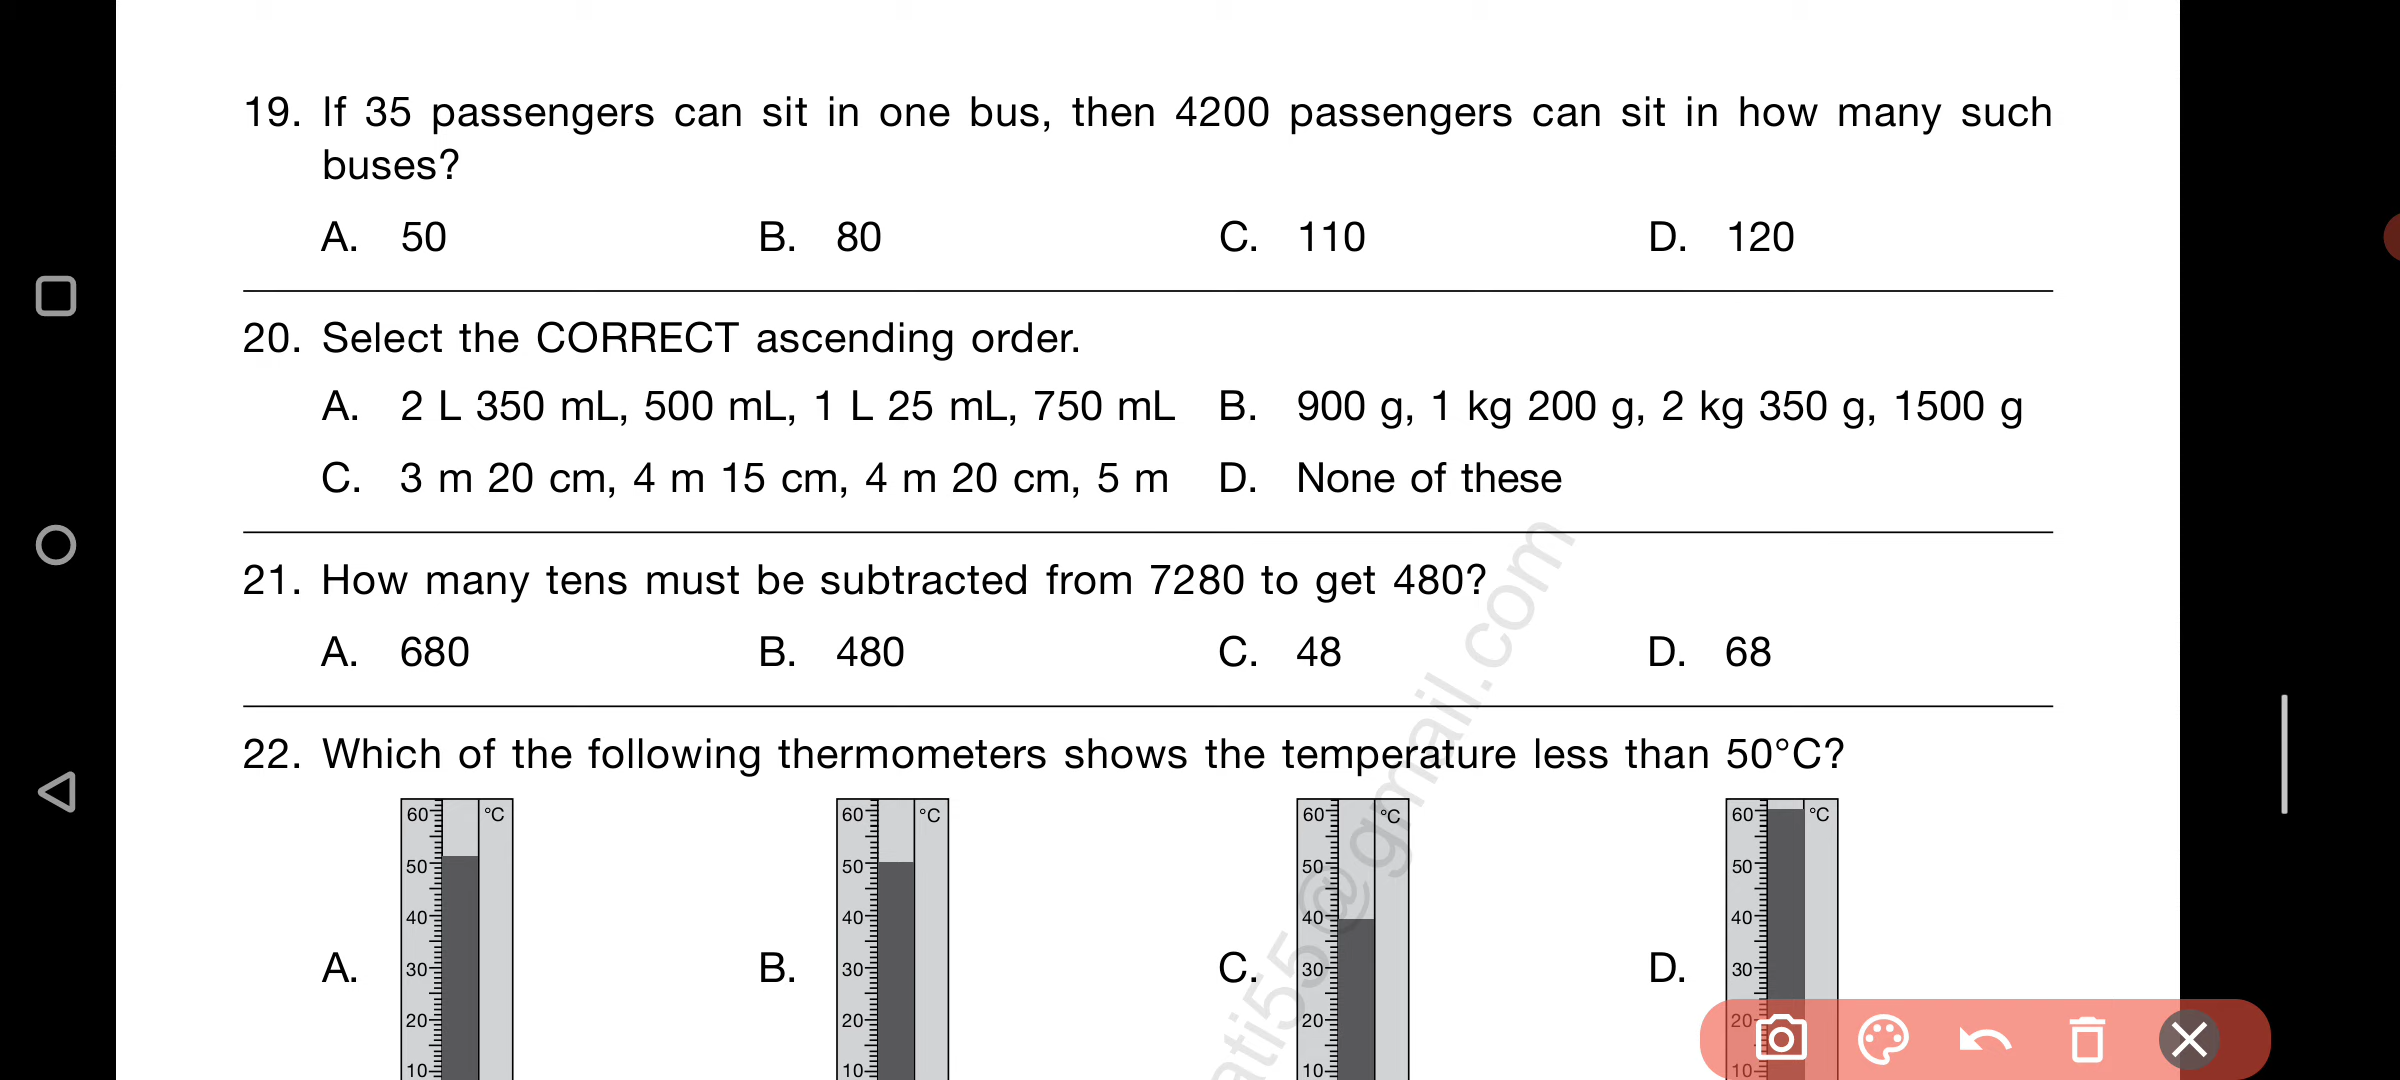 19. If 35 passengers can sit in one bus, then 4200 passengers can sit in how many such
buses?
A. 50 B. 80 C. 110 D. 120
20. Select the CORRECT ascending order.
A. 2 L 350 mL, 500 mL, 1 L 25 mL, 750 mL B. 900 g, 1 kg 200 g, 2 kg 350 g, 1500 g
C. 3 m 20 cm, 4 m 15 cm, 4 m 20 cm, 5 m D. None of these
21. How many tens must be subtracted from 7280 to get 480?
A. 680 B. 480 C. 48 D. 68
22. Which of the following thermometers shows the temperature less than 50°C?
60 °C 60 °C 60 °C 60 °C
50 50 50 50
40 40 40 40
A. 30 B. 30 C. 30 D. 30
20 20 20 20
10 10 10 10
ati55@gmail.com